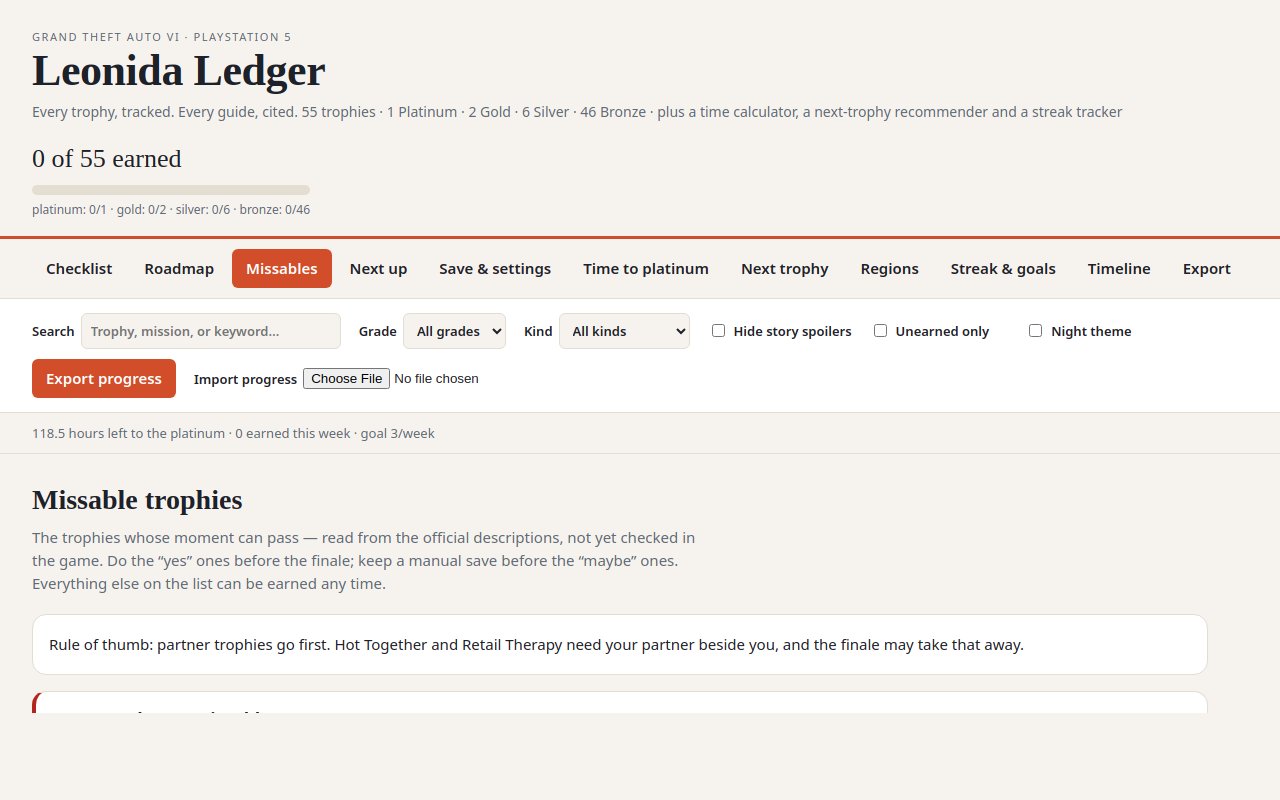 GRAND THEFT AUTO VI · PLAYSTATION 5
Leonida Ledger
Every trophy, tracked. Every guide, cited. 55 trophies · 1 Platinum · 2 Gold · 6 Silver · 46 Bronze · plus a time calculator, a next-trophy recommender and a streak tracker
0 of 55 earned
platinum: 0/1 · gold: 0/2 · silver: 0/6 · bronze: 0/46
Checklist Roadmap Missables Next up Save & settings Time to platinum Next trophy Regions Streak & goals Timeline Export
Search Trophy, mission, or keyword... Grade All grades Kind All kinds Hide story spoilers Unearned only Night theme
Export progress Import progress Choose File No file chosen
118.5 hours left to the platinum · 0 earned this week · goal 3/week
Missable trophies
The trophies whose moment can pass — read from the official descriptions, not yet checked in
the game. Do the “yes” ones before the finale; keep a manual save before the “maybe” ones.
Everything else on the list can be earned any time.
Rule of thumb: partner trophies go first. Hot Together and Retail Therapy need your partner beside you, and the finale may take that away.